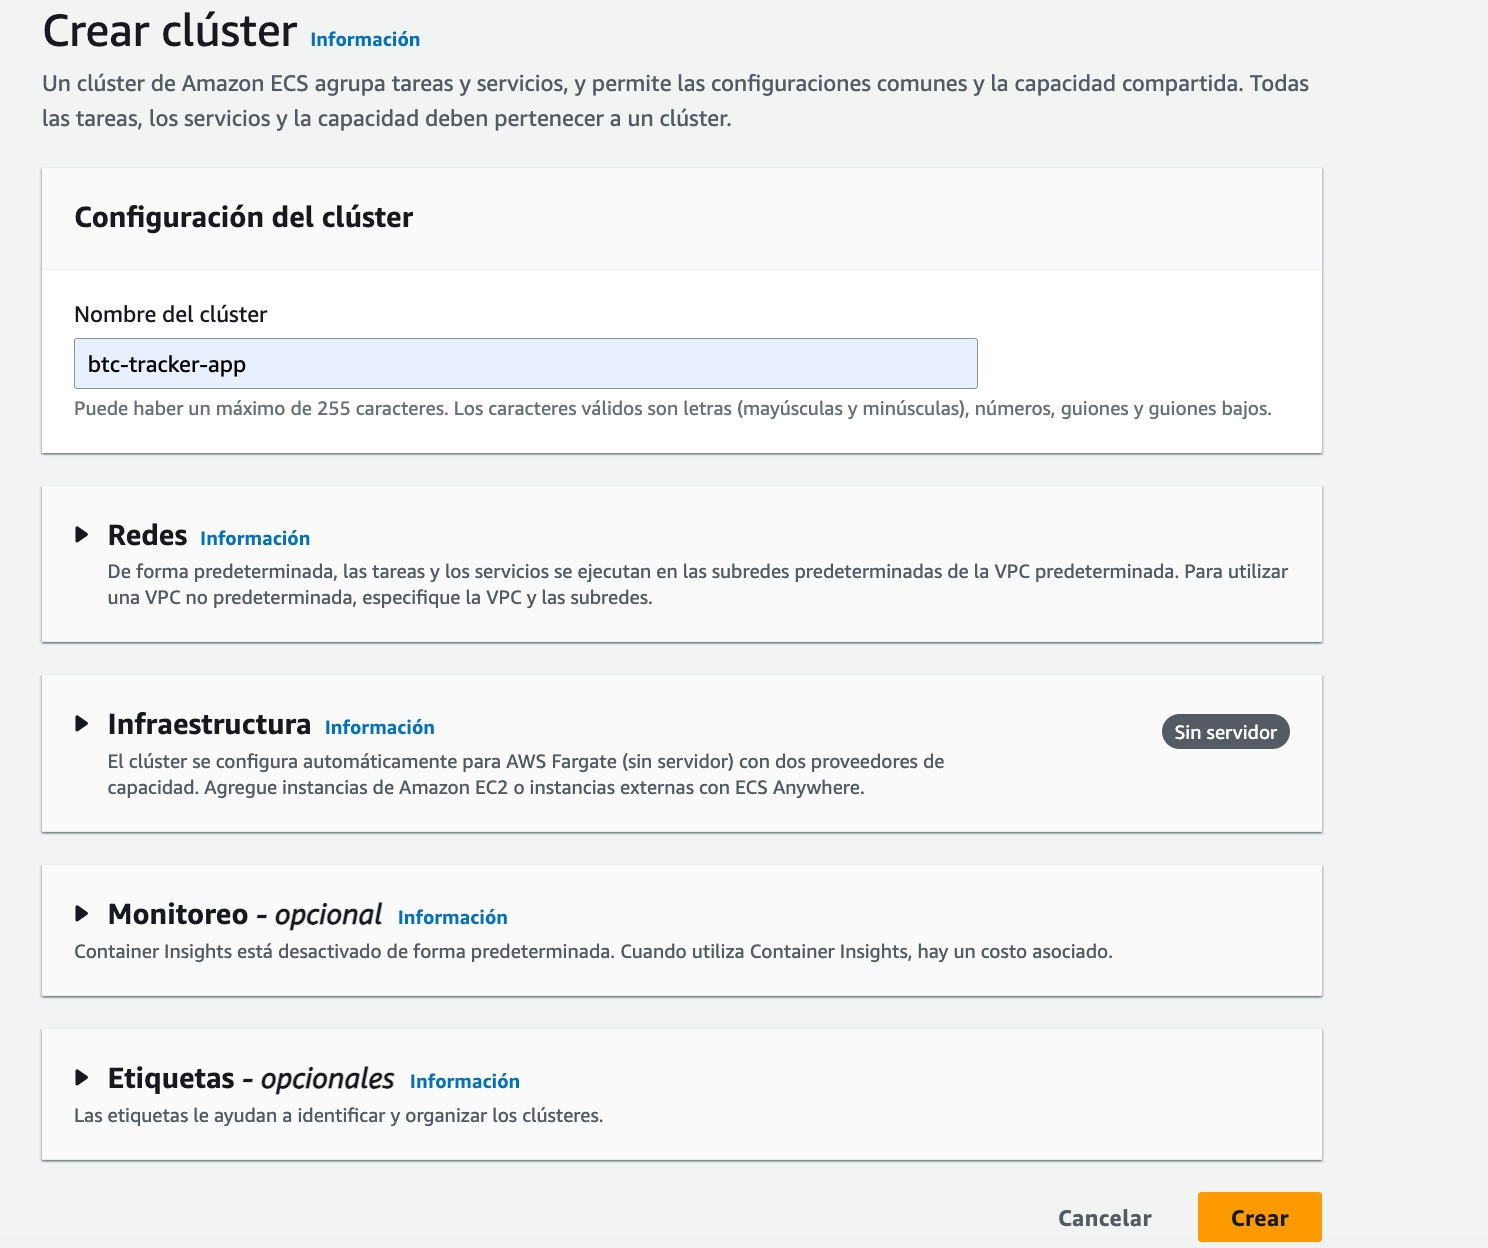 Crear clúster Información
Un clúster de Amazon ECS agrupa tareas y servicios, y permite las configuraciones comunes y la capacidad compartida. Todas
las tareas, los servicios y la capacidad deben pertenecer a un clúster.
Configuración del clúster
Nombre del clúster
btc-tracker-app
Puede haber un máximo de 255 caracteres. Los caracteres válidos son letras (mayúsculas y minúsculas), números, guiones y guiones bajos.
Redes Información
De forma predeterminada, las tareas y los servicios se ejecutan en las subredes predeterminadas de la VPC predeterminada. Para utilizar
una VPC no predeterminada, especifique la VPC y las subredes.
Infraestructura Información
Sin servidor
El clúster se configura automáticamente para AWS Fargate (sin servidor) con dos proveedores de
capacidad. Agregue instancias de Amazon EC2 o instancias externas con ECS Anywhere.
Monitoreo - opcional Información
Container Insights está desactivado de forma predeterminada. Cuando utiliza Container Insights, hay un costo asociado.
Etiquetas - opcionales Información
Las etiquetas le ayudan a identificar y organizar los clústeres.
Cancelar
Crear